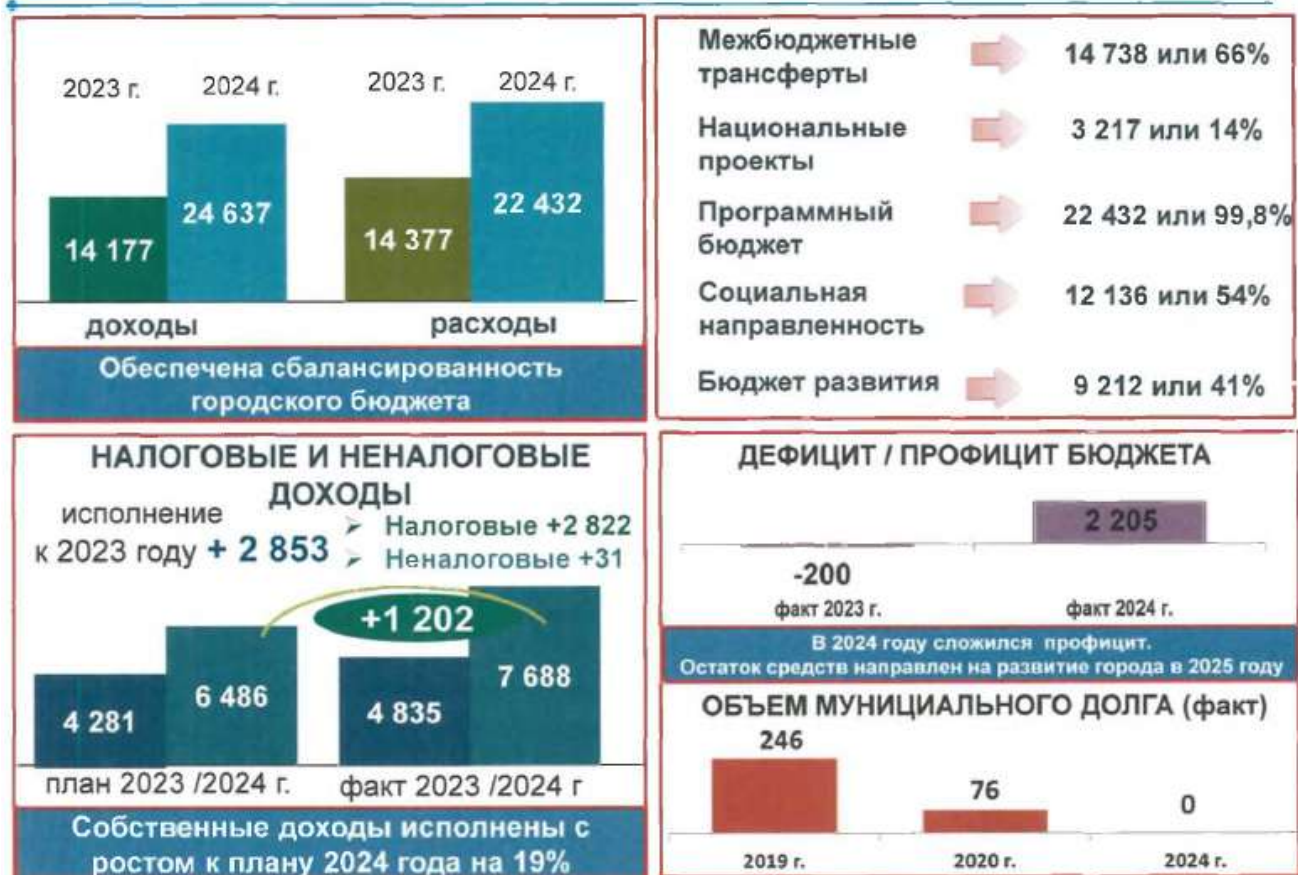 2023 г. 2024 г. 2023 г. 2024 г.
14 177 24 637 14 377 22 432
доходы расходы
Обеспечена сбалансированность
городского бюджета
Межбюджетные
трансферты
14 738 или 66%
Национальные
проекты
3 217 или 14%
Программный
бюджет
22 432 или 99,8%
Социальная
направленность
12 136 или 54%
Бюджет развития 9 212 или 41%
НАЛОГОВЫЕ И НЕНАЛОГОВЫЕ
ДОХОДЫ
исполнение
к 2023 году + 2 853
➢ Налоговые +2 822
➢ Неналоговые +31
+1 202
4 281 6 486 4 835 7 688
план 2023 /2024 г. факт 2023 /2024 г
Собственные доходы исполнены с
ростом к плану 2024 года на 19%
ДЕФИЦИТ / ПРОФИЦИТ БЮДЖЕТА
2 205
-200
факт 2023 г. факт 2024 г.
В 2024 году сложился профицит.
Остаток средств направлен на развитие города в 2025 году
ОБЪЕМ МУНИЦИПАЛЬНОГО ДОЛГА (факт)
246 76 0
2019 г. 2020 г. 2024 г.